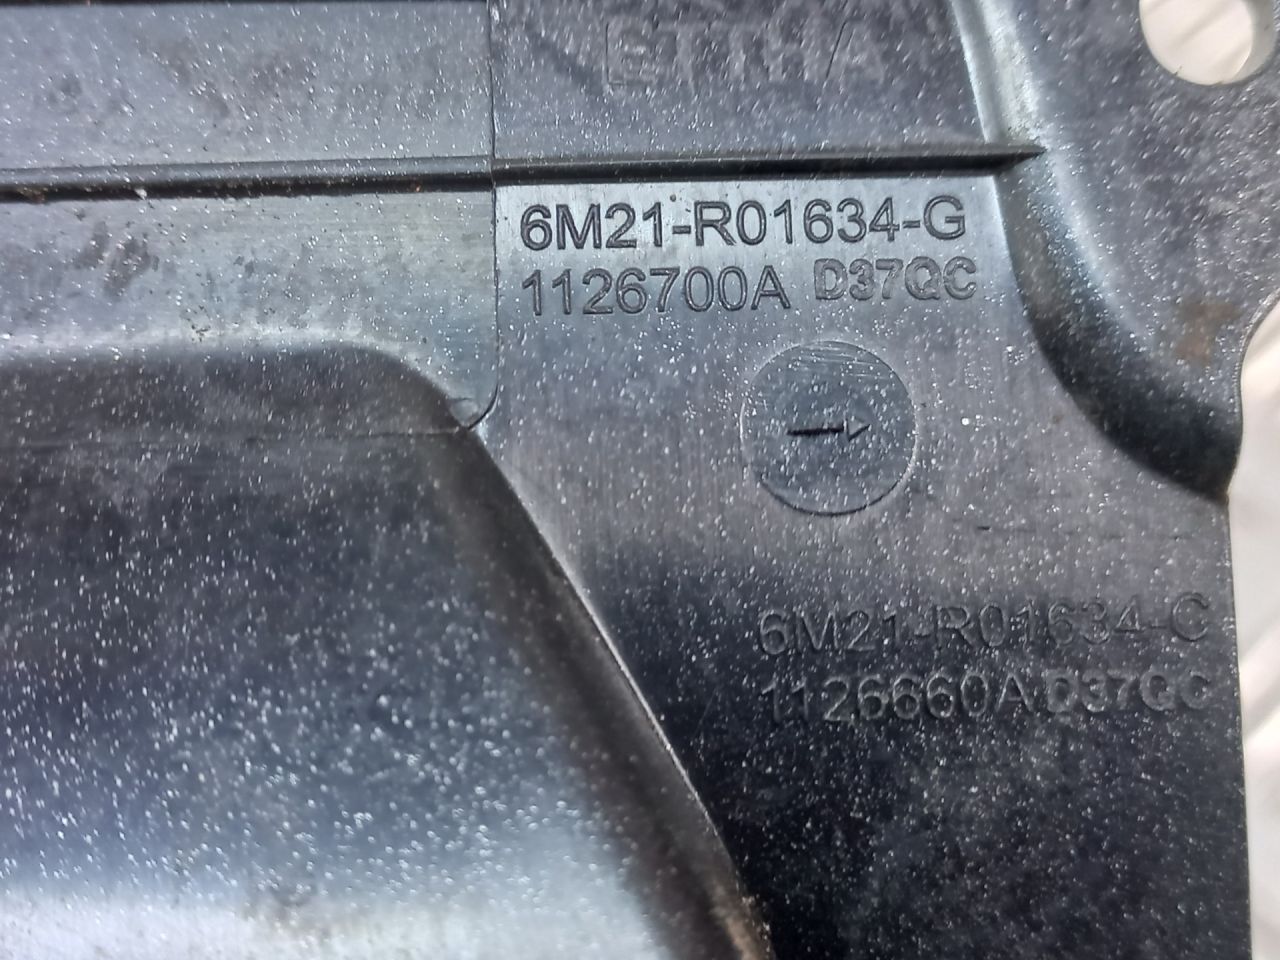 6M21-R01634-G
1126700A D37QC
6M21-R01634-C
1126660A D37QC